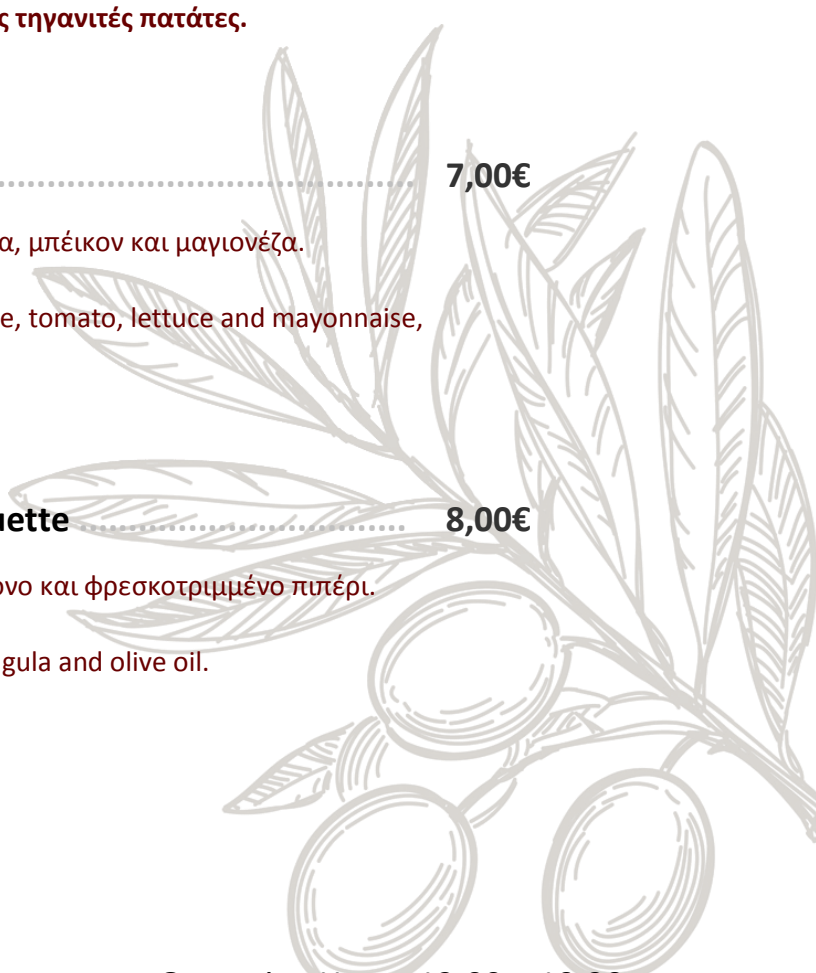 ς τηγανιτές πατάτες.
7,00€
α, μπέικον και μαγιονέζα.
e, tomato, lettuce and mayonnaise,
uette 8,00€
ονο και φρεσκοτριμμένο πιπέρι.
gula and olive oil.